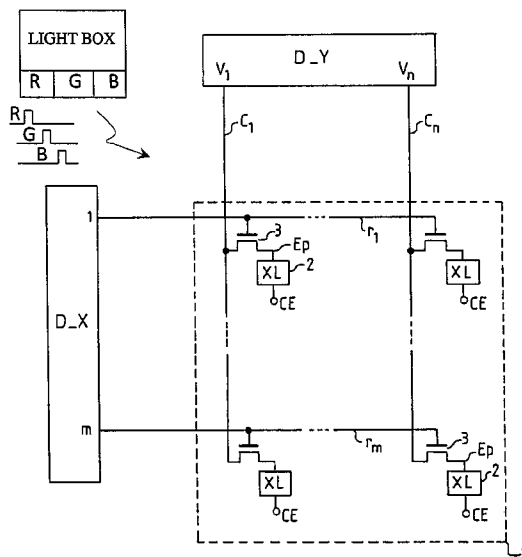 LIGHT BOX
R G B
R
G
B
D_Y
V1 Vn
C1 Cn
1
3
r1
Ep
XL 2 XL
CE CE
D_X
m
3
rm
Ep
XL XL 2
CE CE